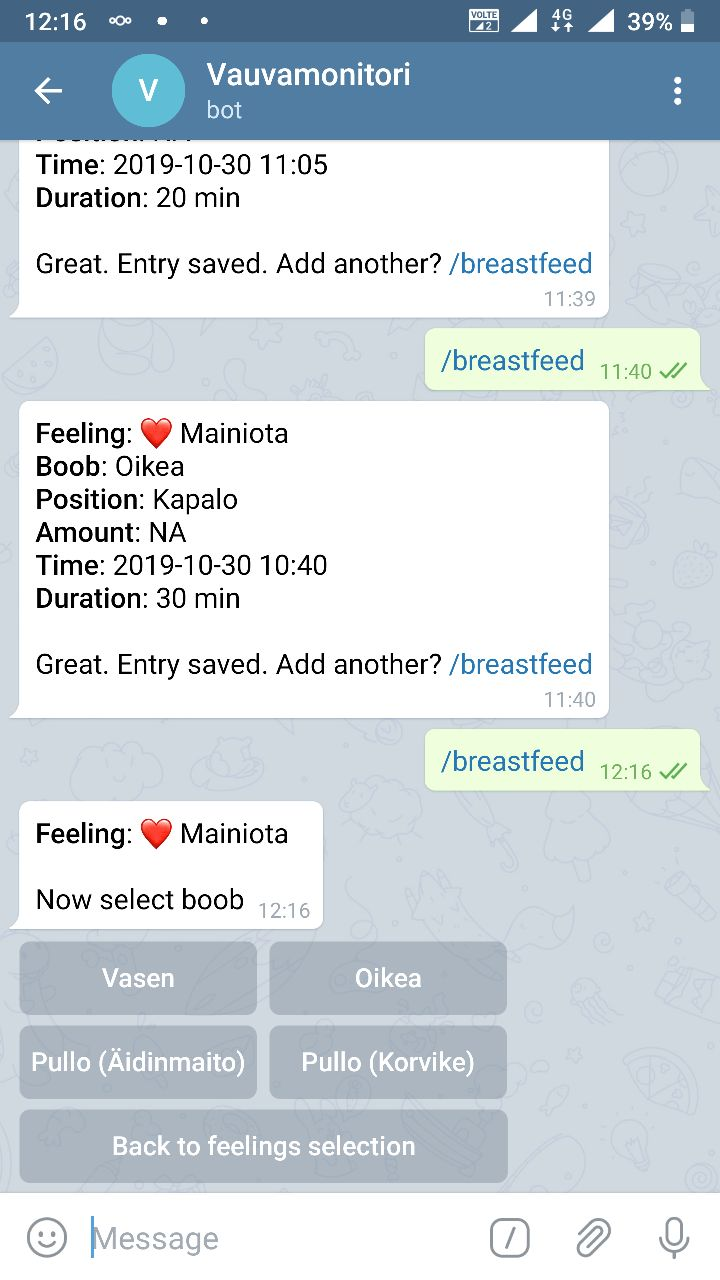 12:16
VOLTE
2
4G
39%
V
Vauvamonitori
bot
Time: 2019-10-30 11:05
Duration: 20 min
Great. Entry saved. Add another? /breastfeed
11:39
/breastfeed 11:40
Feeling: ❤️ Mainiota
Boob: Oikea
Position: Kapalo
Amount: NA
Time: 2019-10-30 10:40
Duration: 30 min
Great. Entry saved. Add another? /breastfeed
11:40
/breastfeed 12:16
Feeling: ❤️ Mainiota
Now select boob 12:16
Vasen
Oikea
Pullo (Äidinmaito)
Pullo (Korvike)
Back to feelings selection
Message
/